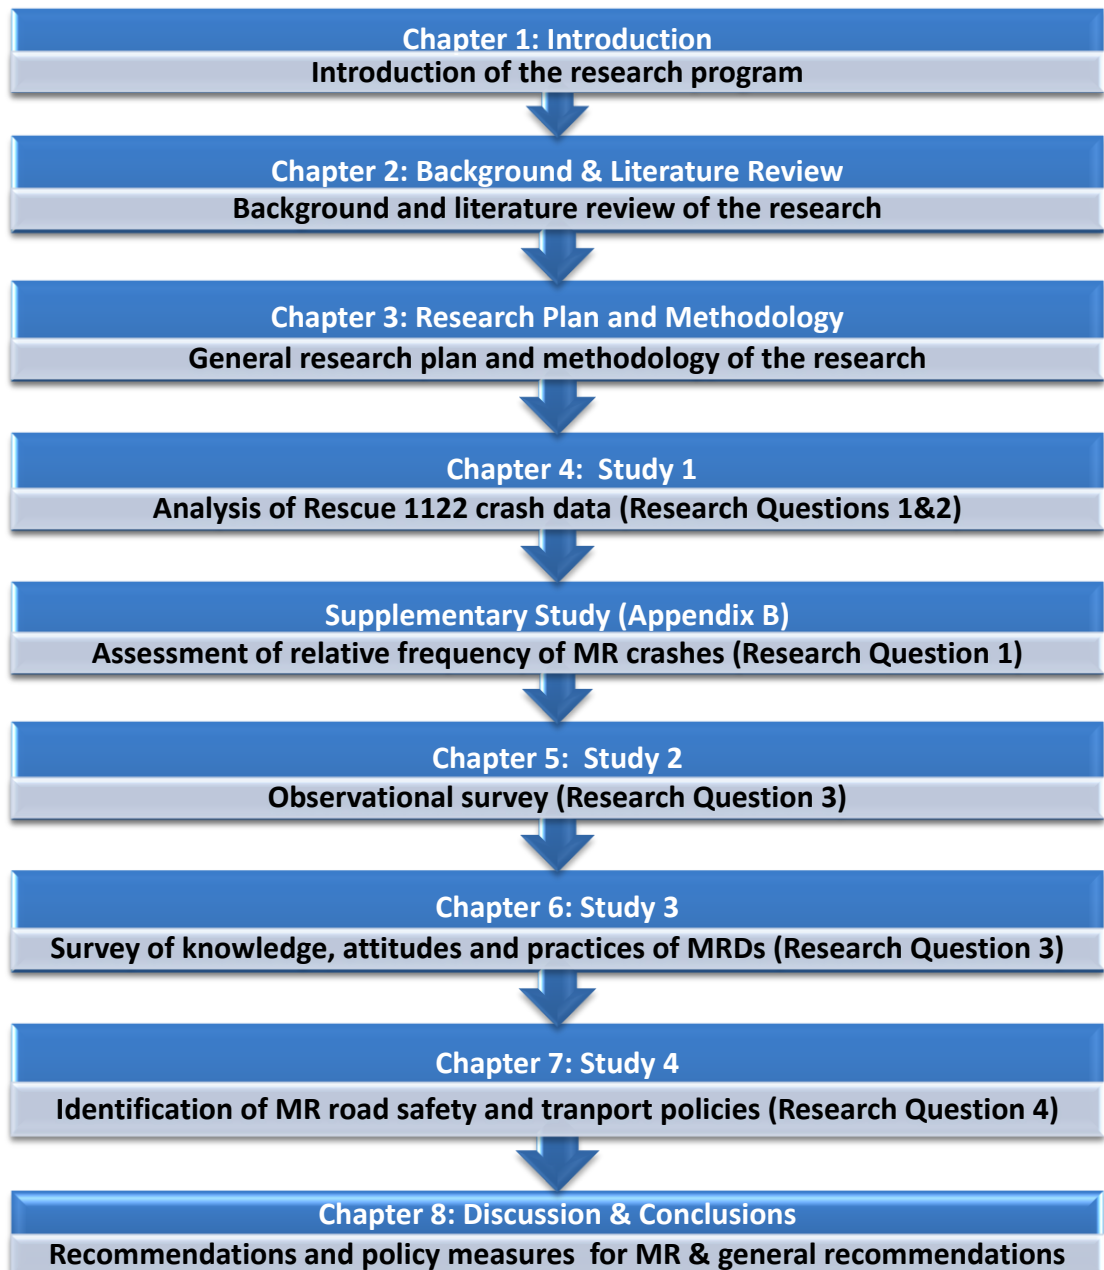 Chapter 1: Introduction
Introduction of the research program
Chapter 2: Background & Literature Review
Background and literature review of the research
Chapter 3: Research Plan and Methodology
General research plan and methodology of the research
Chapter 4:  Study 1
Analysis of Rescue 1122 crash data (Research Questions 1&2)
Supplementary Study (Appendix B)
Assessment of relative frequency of MR crashes (Research Question 1)
Chapter 5:  Study 2
Observational survey (Research Question 3)
Chapter 6: Study 3
Survey of knowledge, attitudes and practices of MRDs (Research Question 3)
Chapter 7: Study 4
Identification of MR road safety and tranport policies (Research Question 4)
Chapter 8: Discussion & Conclusions
Recommendations and policy measures  for MR & general recommendations